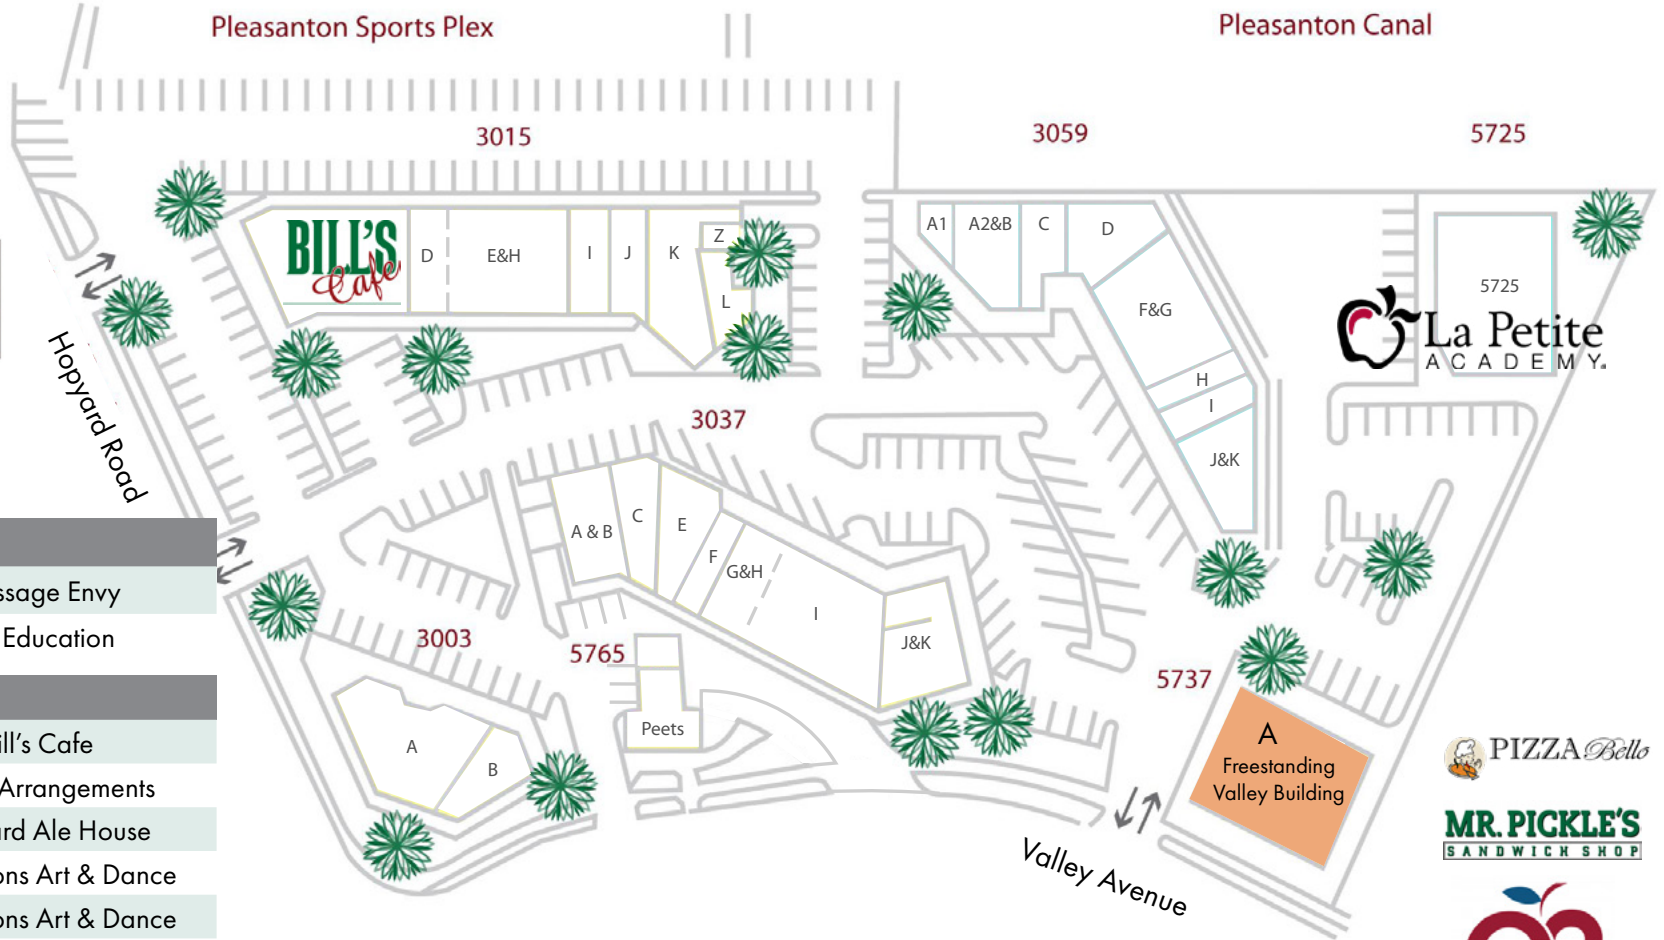 Pleasanton Sports Plex
Pleasanton Canal
3015
3059
5725
BILL'S
Cafe
D
E&H
I
J
K
Z
L
A1
A2&B
C
D
F&G
H
I
J&K
5725
La Petite
ACADEMY
Hopyard Road
3037
A & B
C
E
F
G&H
I
J&K
3003
5765
Peets
A
B
5737
A
Freestanding
Valley Building
Valley Avenue
ssage Envy
Education
ill's Cafe
Arrangements
ard Ale House
ons Art & Dance
ons Art & Dance
PIZZA Bello
MR. PICKLE'S
SANDWICH SHOP